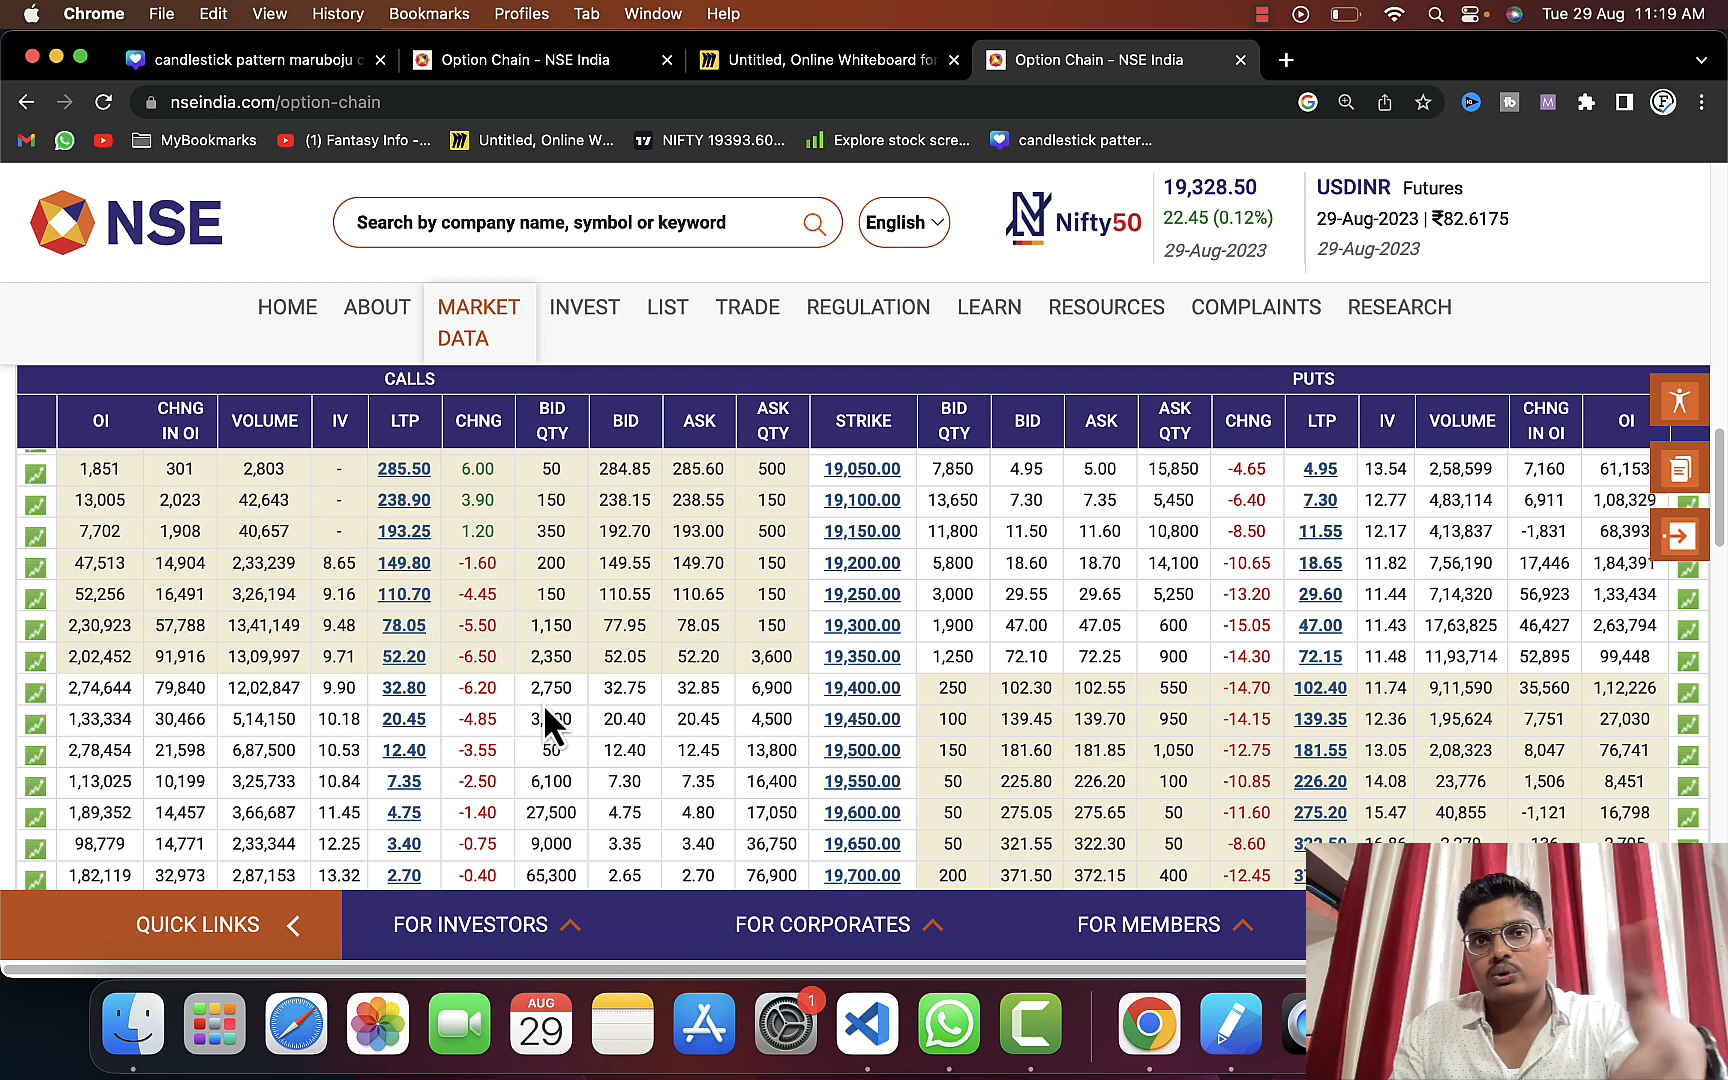 Chrome File Edit View History Bookmarks Profiles Tab Window Help Tue 29 Aug 11:19 AM
candlestick pattern maruboju Option Chain - NSE India Untitled, Online Whiteboard for Option Chain - NSE India
nseindia.com/option-chain
MyBookmarks (1) Fantasy Info -... Untitled, Online W... NIFTY 19393.60... Explore stock scre... candlestick patter...
NSE Search by company name, symbol or keyword English Nifty50
19,328.50
22.45 (0.12%)
29-Aug-2023
USDINR Futures
29-Aug-2023 | ₹82.6175
29-Aug-2023
HOME ABOUT MARKET DATA INVEST LIST TRADE REGULATION LEARN RESOURCES COMPLAINTS RESEARCH
CALLS PUTS
OI CHNG IN OI VOLUME IV LTP CHNG BID QTY BID ASK ASK QTY STRIKE BID QTY BID ASK ASK QTY CHNG LTP IV VOLUME CHNG IN OI OI
1,851 301 2,803 - 285.50 6.00 50 284.85 285.60 500 19,050.00 7,850 4.95 5.00 15,850 -4.65 4.95 13.54 2,58,599 7,160 61,153
13,005 2,023 42,643 - 238.90 3.90 150 238.15 238.55 150 19,100.00 13,650 7.30 7.35 5,450 -6.40 7.30 12.77 4,83,114 6,911 1,08,329
7,702 1,908 40,657 - 193.25 1.20 350 192.70 193.00 500 19,150.00 11,800 11.50 11.60 10,800 -8.50 11.55 12.17 4,13,837 -1,831 68,393
47,513 14,904 2,33,239 8.65 149.80 -1.60 200 149.55 149.70 150 19,200.00 5,800 18.60 18.70 14,100 -10.65 18.65 11.82 7,56,190 17,446 1,84,391
52,256 16,491 3,26,194 9.16 110.70 -4.45 150 110.55 110.65 150 19,250.00 3,000 29.55 29.65 5,250 -13.20 29.60 11.44 7,14,320 56,923 1,33,434
2,30,923 57,788 13,41,149 9.48 78.05 -5.50 1,150 77.95 78.05 150 19,300.00 1,900 47.00 47.05 600 -15.05 47.00 11.43 17,63,825 46,427 2,63,794
2,02,452 91,916 13,09,997 9.71 52.20 -6.50 2,350 52.05 52.20 3,600 19,350.00 1,250 72.10 72.25 900 -14.30 72.15 11.48 11,93,714 52,895 99,448
2,74,644 79,840 12,02,847 9.90 32.80 -6.20 2,750 32.75 32.85 6,900 19,400.00 250 102.30 102.55 550 -14.70 102.40 11.74 9,11,590 35,560 1,12,226
1,33,334 30,466 5,14,150 10.18 20.45 -4.85 20.40 20.45 4,500 19,450.00 100 139.45 139.70 950 -14.15 139.35 12.36 1,95,624 7,751 27,030
2,78,454 21,598 6,87,500 10.53 12.40 -3.55 50 12.40 12.45 13,800 19,500.00 150 181.60 181.85 1,050 -12.75 181.55 13.05 2,08,323 8,047 76,741
1,13,025 10,199 3,25,733 10.84 7.35 -2.50 6,100 7.30 7.35 16,400 19,550.00 50 225.80 226.20 100 -10.85 226.20 14.08 23,776 1,506 8,451
1,89,352 14,457 3,66,687 11.45 4.75 -1.40 27,500 4.75 4.80 17,050 19,600.00 50 275.05 275.65 50 -11.60 275.20 15.47 40,855 -1,121 16,798
98,779 14,771 2,33,344 12.25 3.40 -0.75 9,000 3.35 3.40 36,750 19,650.00 50 321.55 322.30 50 -8.60
1,82,119 32,973 2,87,153 13.32 2.70 -0.40 65,300 2.65 2.70 76,900 19,700.00 200 371.50 372.15 400 -12.45
QUICK LINKS FOR INVESTORS FOR CORPORATES FOR MEMBERS
AUG
29
1